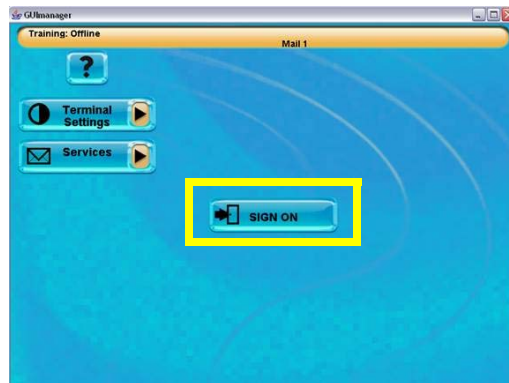 GUImanager
Training: Offline
Mail 1
?
Terminal
Settings
Services
SIGN ON